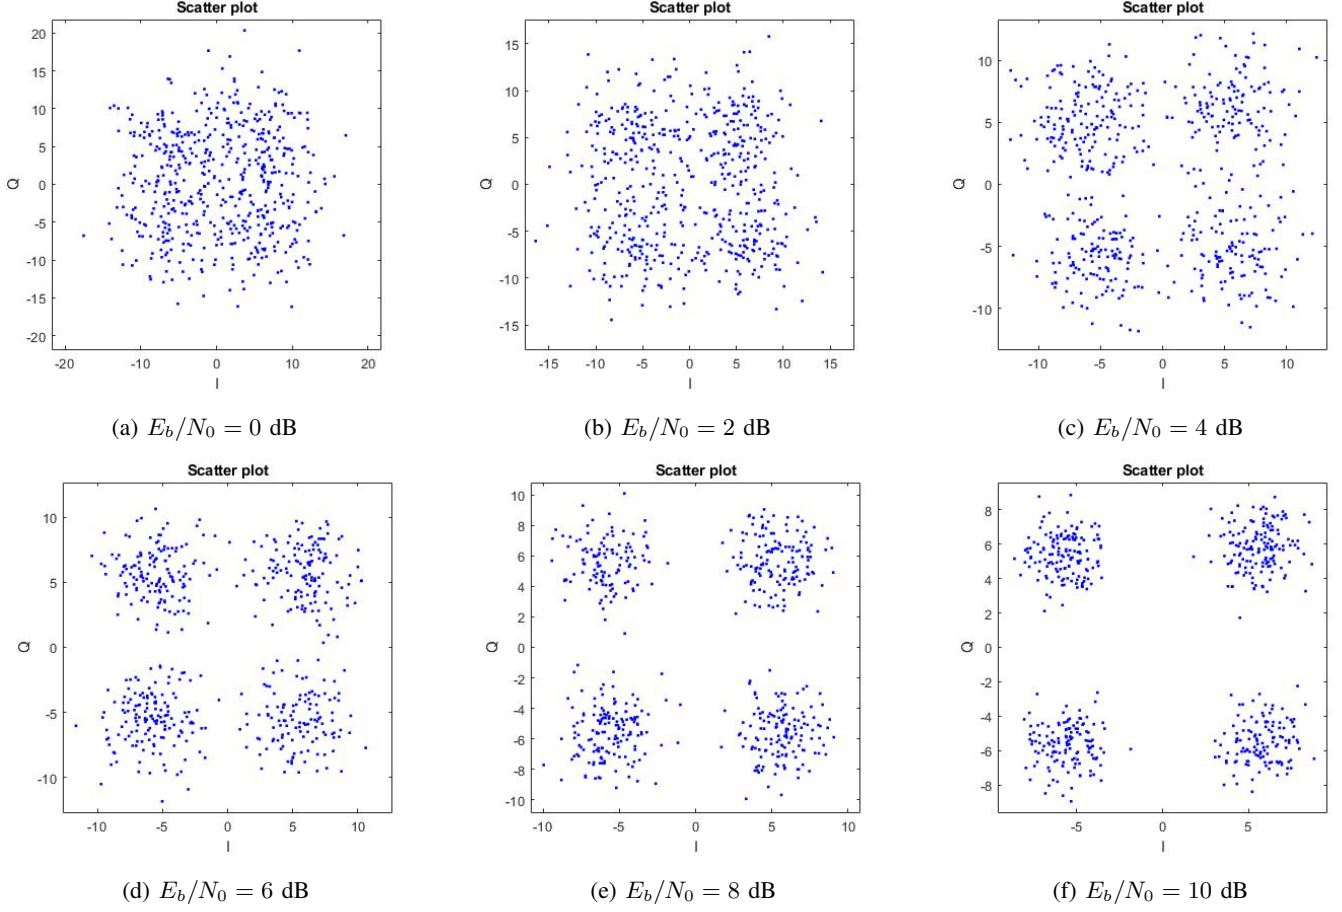 Scatter plot
20
15
10
5
0
-5
-10
-15
-20
Q
-20 -10 0 10 20
I
(a) E_b/N_0 = 0 dB
Scatter plot
15
10
5
0
-5
-10
-15
Q
-15 -10 -5 0 5 10 15
I
(b) E_b/N_0 = 2 dB
Scatter plot
10
5
0
-5
-10
Q
-10 -5 0 5 10
I
(c) E_b/N_0 = 4 dB
Scatter plot
10
5
0
-5
-10
Q
-10 -5 0 5 10
I
(d) E_b/N_0 = 6 dB
Scatter plot
10
8
6
4
2
0
-2
-4
-6
-8
-10
Q
-10 -5 0 5 10
I
(e) E_b/N_0 = 8 dB
Scatter plot
8
6
4
2
0
-2
-4
-6
-8
Q
-5 0 5
I
(f) E_b/N_0 = 10 dB